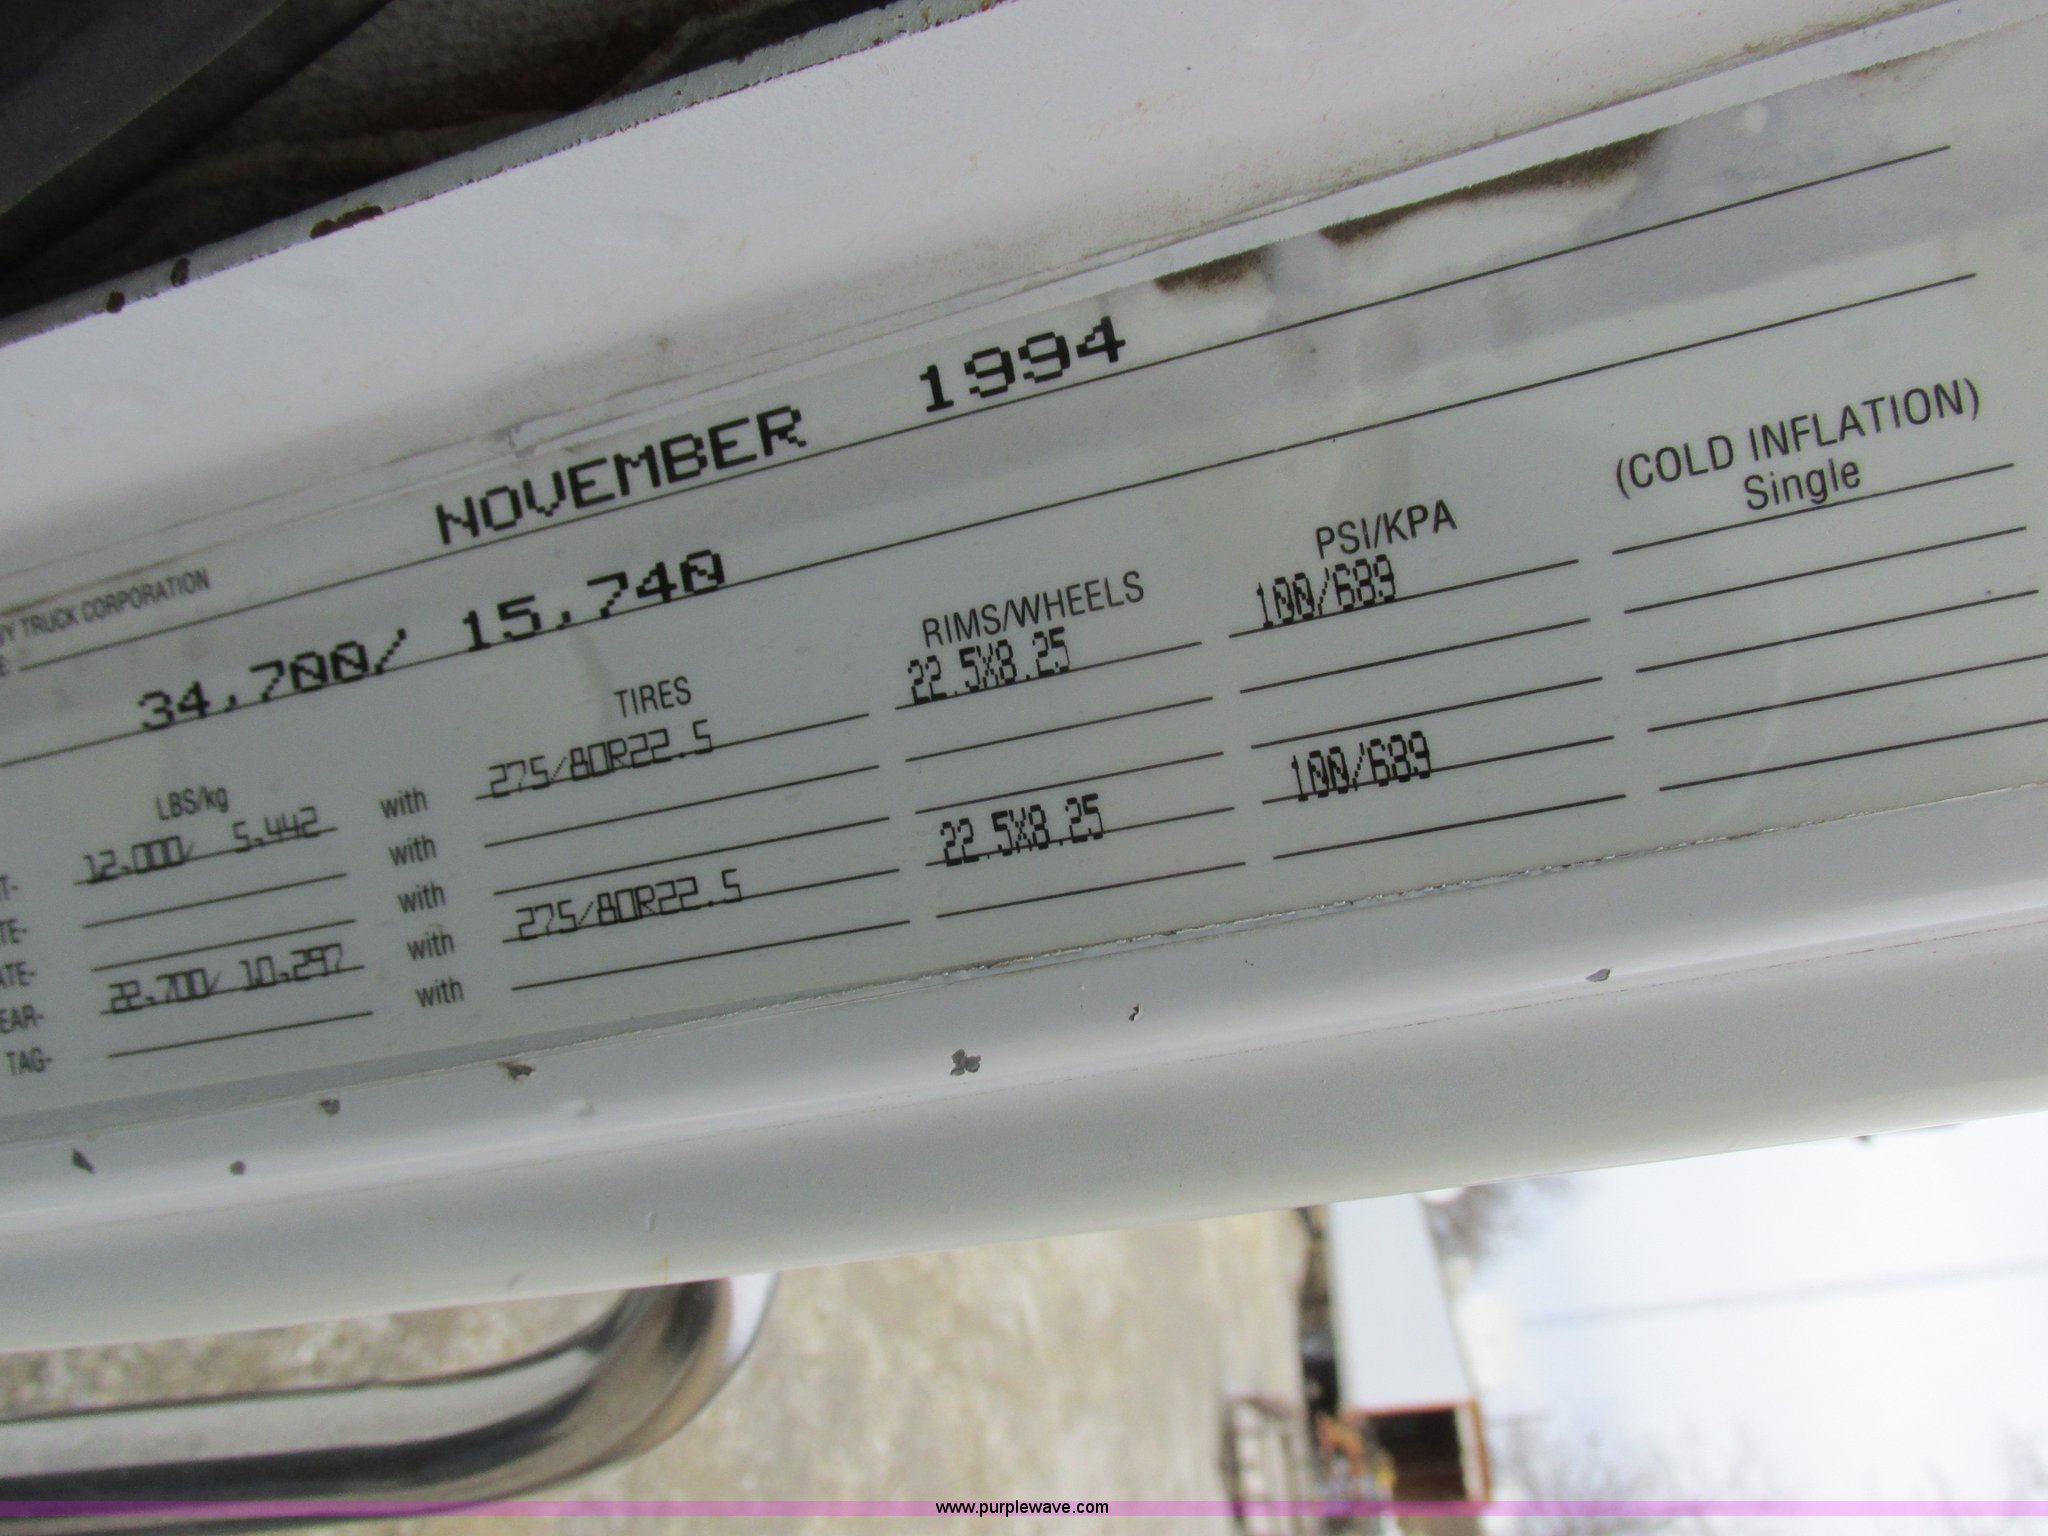 NOVEMBER 1994
TRUCK CORPORATION
34,700/ 15,740
(COLD INFLATION)
LBS/kg TIRES RIMS/WHEELS PSI/KPA Single
12,000/ 5,442 with 275/80R22.5 22.5X8.25 100/689
with
with
22,700/ 10,297 with 275/80R22.5 22.5X8.25 100/689
TAG- with
www.purplewave.com